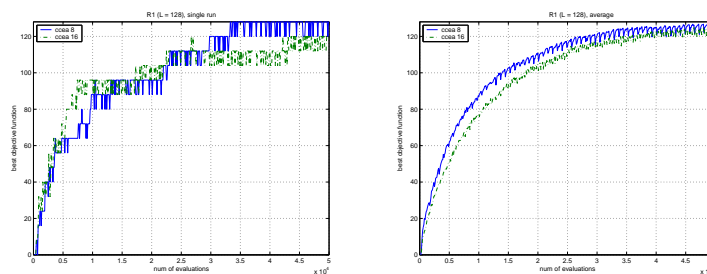 R1 (L = 128), single run
ccea 8
ccea 16
best objective function
120
100
80
60
40
20
0
0 0.5 1 1.5 2 2.5 3 3.5 4 4.5 5
num of evaluations
R1 (L = 128), average
ccea 8
ccea 16
best objective function
120
100
80
60
40
20
0
0 0.5 1 1.5 2 2.5 3 3.5 4 4.5
num of evaluations